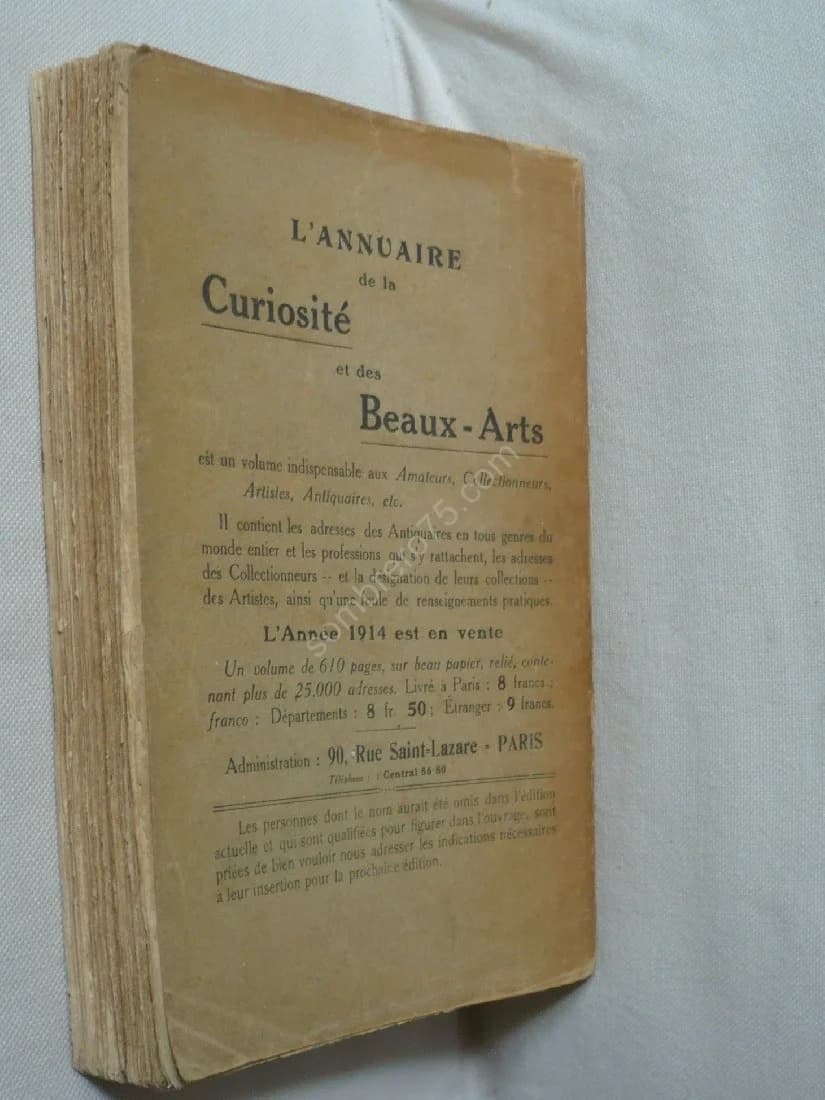 L'ANNUAIRE
de la
Curiosité
et des
Beaux-Arts
est un volume indispensable aux Amateurs, Collectionneurs,
Artistes, Antiquaires, etc.
Il contient les adresses des Antiquaires en tous genres du
monde entier et les professions qui s'y rattachent, les adresses
des Collectionneurs -- et la désignation de leurs collections --
des Artistes, ainsi qu'une foule de renseignements pratiques.
L'Année 1914 est en vente
Un volume de 610 pages, sur beau papier, relié, conte-
nant plus de 25.000 adresses. Livré à Paris : 8 francs ;
franco : Départements : 8 fr. 50 ; Étranger : 9 francs.
Administration : 90, Rue Saint-Lazare - PARIS
Téléphone : Central
Les personnes dont le nom aurait été omis dans l'édition
actuelle et qui sont qualifiées pour figurer dans l'ouvrage, sont
priées de bien vouloir nous adresser les indications nécessaires
à leur insertion pour la prochaine édition.
sombrero75.com